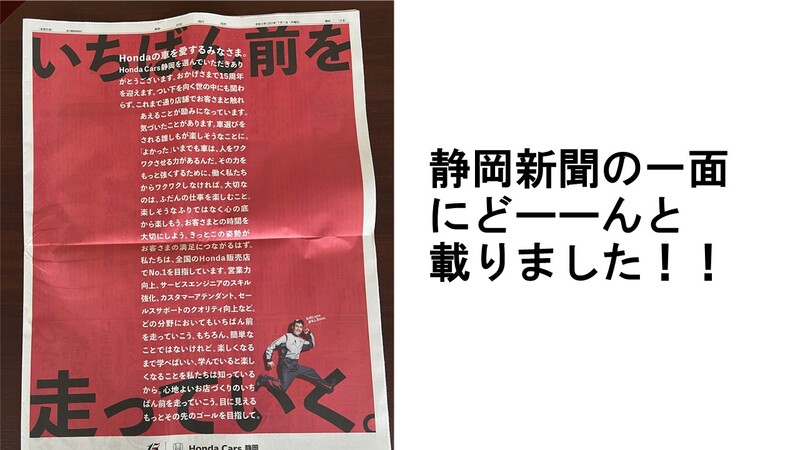 いちばん前を
Hondaの車を愛するみなさま。
Honda Cars 静岡を選んでいただきあり
がとうございます。おかげさまで15周年
を迎えます。つい下を向く世の中にも関わ
らず、これまで通り店舗でお客さまと触れ
あえることが励みになっています。
気づいたことがあります。車選びを
される誰しもが楽しそうなことに。
「よかった」いまでも車は、人をワク
ワクさせる力があるんだ。その力を
もっと強くするために、働く私たち
からワクワクしなければ。大切な
のは、ふだんの仕事を楽しむこと。
楽しそうなふりではなく心の底
から楽しもう。お客さまとの時間を
大切にしよう。きっとこの姿勢が
お客さまの満足につながるはず。
私たちは、全国のHonda販売店
でNo.1を目指しています。営業力
向上、サービスエンジニアのスキル
強化、カスタマーアテンダント、セー
ルスサポートのクオリティ向上など。
どの分野においてもいちばん前
を走っていこう。もちろん、簡単な
ことではないけれど。楽しくなる
まで学べばいい、学んでいると楽し
くなることを私たちは知っている
から。心地よいお店づくりのいち
ばん前を走っていこう。目に見える
もっとその先のゴールを目指して。
走っていく。
Honda Cars 静岡
静岡新聞の一面
にどーーんと
載りました！！